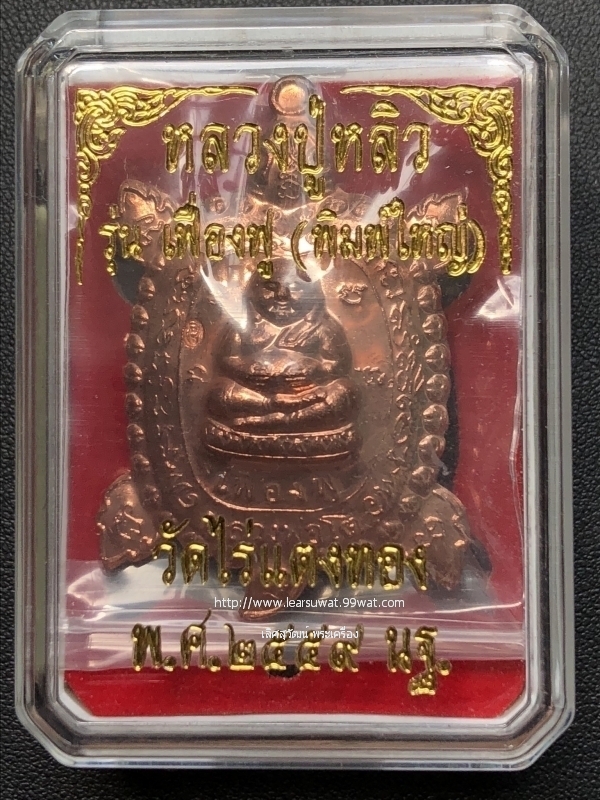 หลวงปู่หลิว
รุ่น เฟื่องฟู (พิมพ์ใหญ่)
วัดไร่แตงทอง
http://www.learsuwat.99wat.com
เลิศสุวัฒน์ พระเครื่อง
พ.ศ.๒๕๔๙ นฐ.